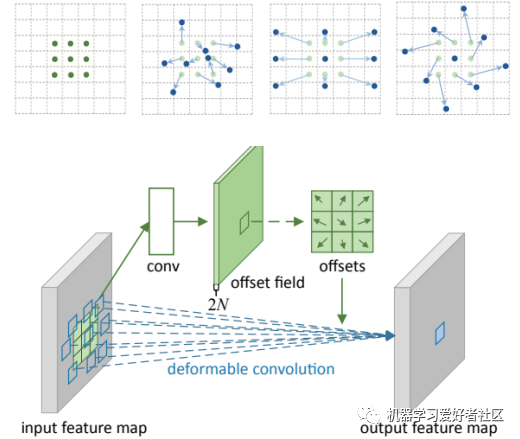 conv
offset field
offsets
2N
deformable convolution
input feature map
output feature map
机器学习爱好者社区